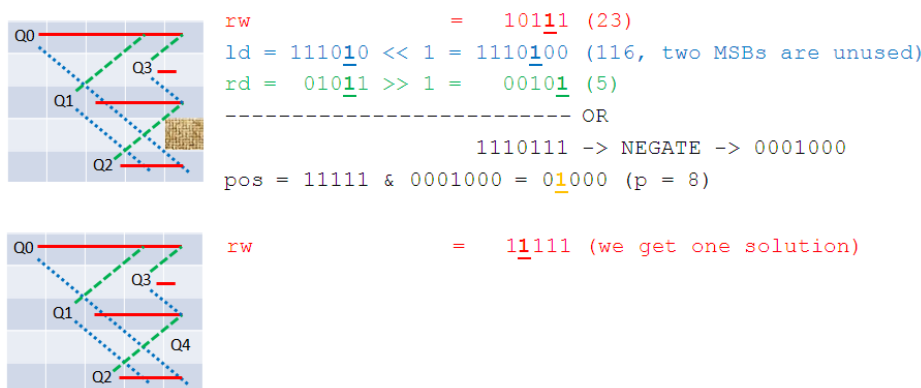 Q0
Q3
Q1
Q2
rw = 10111 (23)
ld = 111010 << 1 = 1110100 (116, two MSBs are unused)
rd = 01011 >> 1 = 00101 (5)
--------------------------- OR
1110111 -> NEGATE -> 0001000
pos = 11111 & 0001000 = 01000 (p = 8)
Q0
Q3
Q1
Q4
Q2
rw = 11111 (we get one solution)